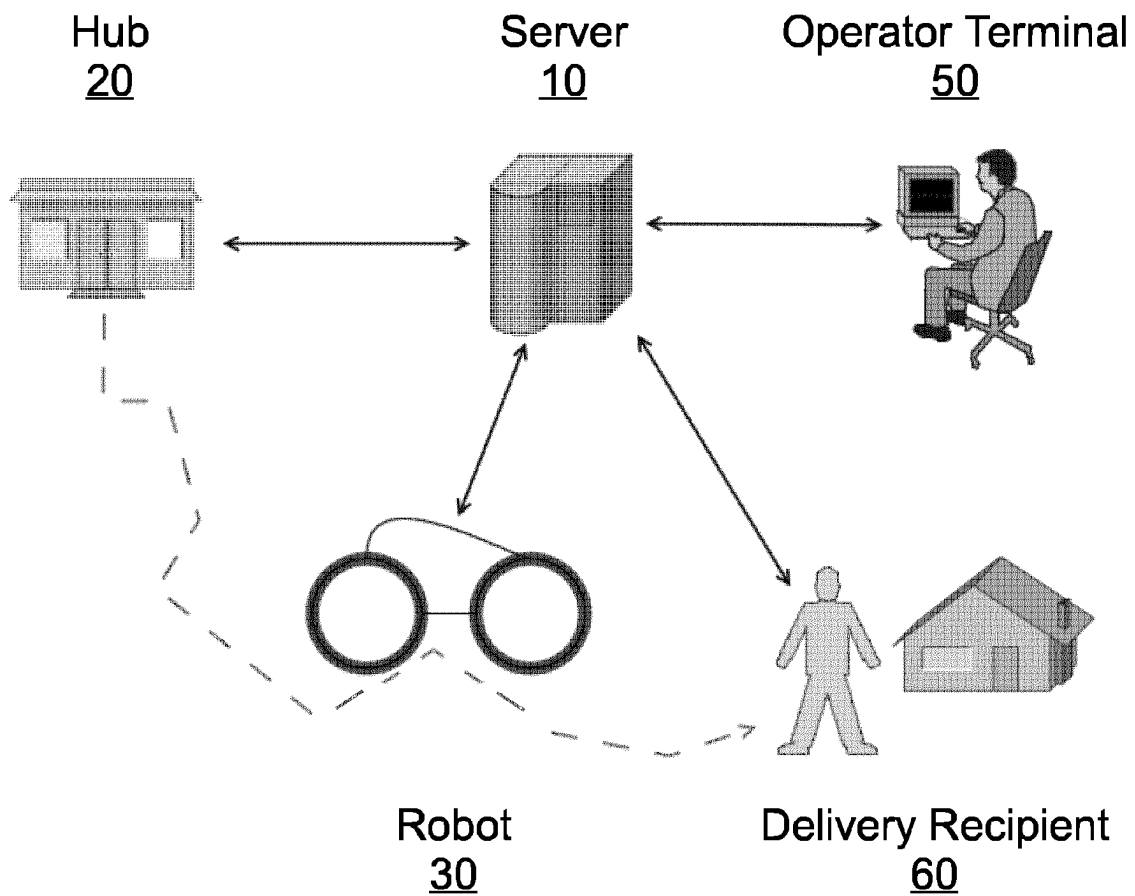 Hub
20
Server
10
Operator Terminal
50
Robot
30
Delivery Recipient
60